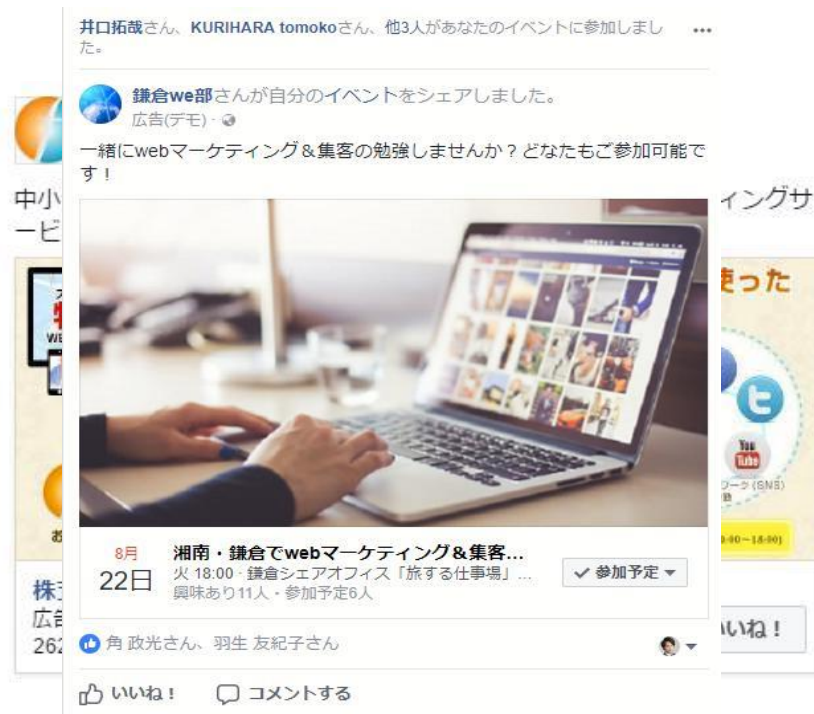 井口拓哉さん、KURIHARA tomokoさん、他3人があなたのイベントに参加しまし
た。
鎌倉we部さんが自分のイベントをシェアしました。
広告(デモ)·
一緒にwebマーケティング＆集客の勉強しませんか？どなたもご参加可能で
す！
中小
ィングサ
ービ
使った
You
Tube
8月
22日
湘南・鎌倉でwebマーケティング&集客...
火 18:00 · 鎌倉シェアオフィス「旅する仕事場」...
興味あり11人・参加予定6人
参加予定
株
広告
262
いいね！
角 政光さん、羽生 友紀子さん
いいね！
コメントする